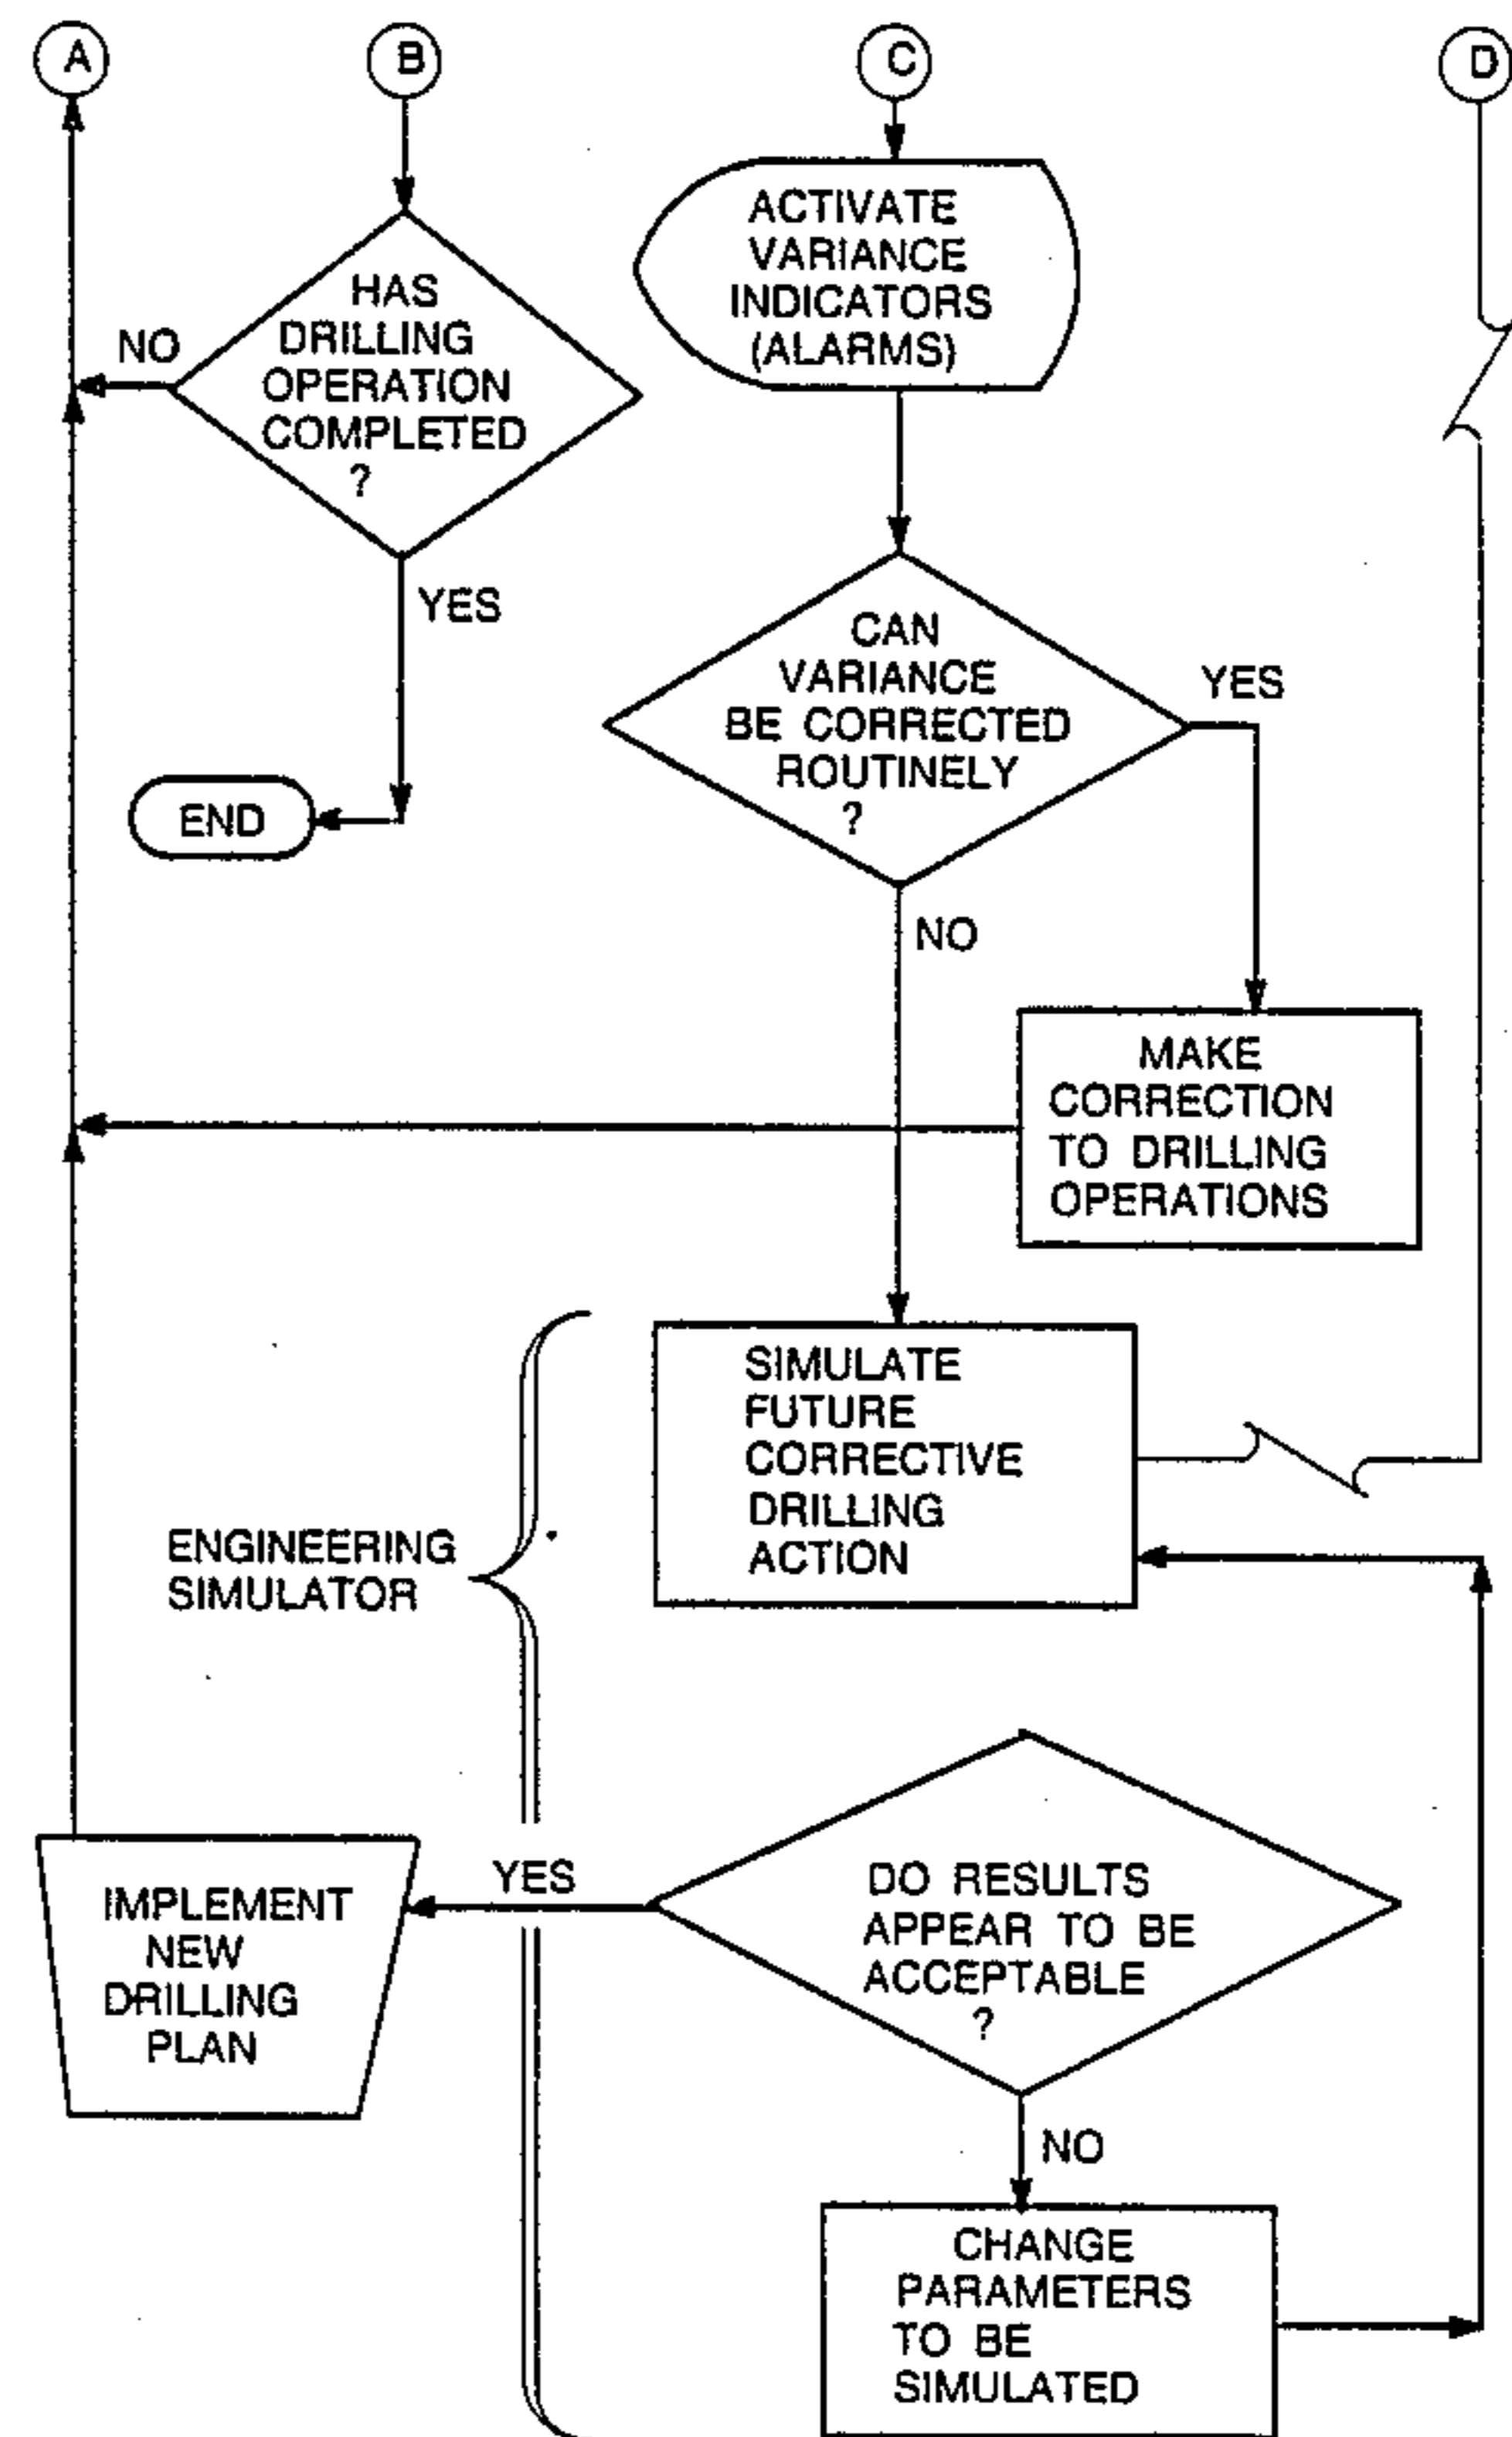 A
B
C
D
HAS
DRILLING
OPERATION
COMPLETED
?
NO
YES
END
ACTIVATE
VARIANCE
INDICATORS
(ALARMS)
CAN
VARIANCE
BE CORRECTED
ROUTINELY
?
YES
NO
MAKE
CORRECTION
TO DRILLING
OPERATIONS
SIMULATE
FUTURE
CORRECTIVE
DRILLING
ACTION
ENGINEERING
SIMULATOR
DO RESULTS
APPEAR TO BE
ACCEPTABLE
?
YES
NO
IMPLEMENT
NEW
DRILLING
PLAN
CHANGE
PARAMETERS
TO BE
SIMULATED